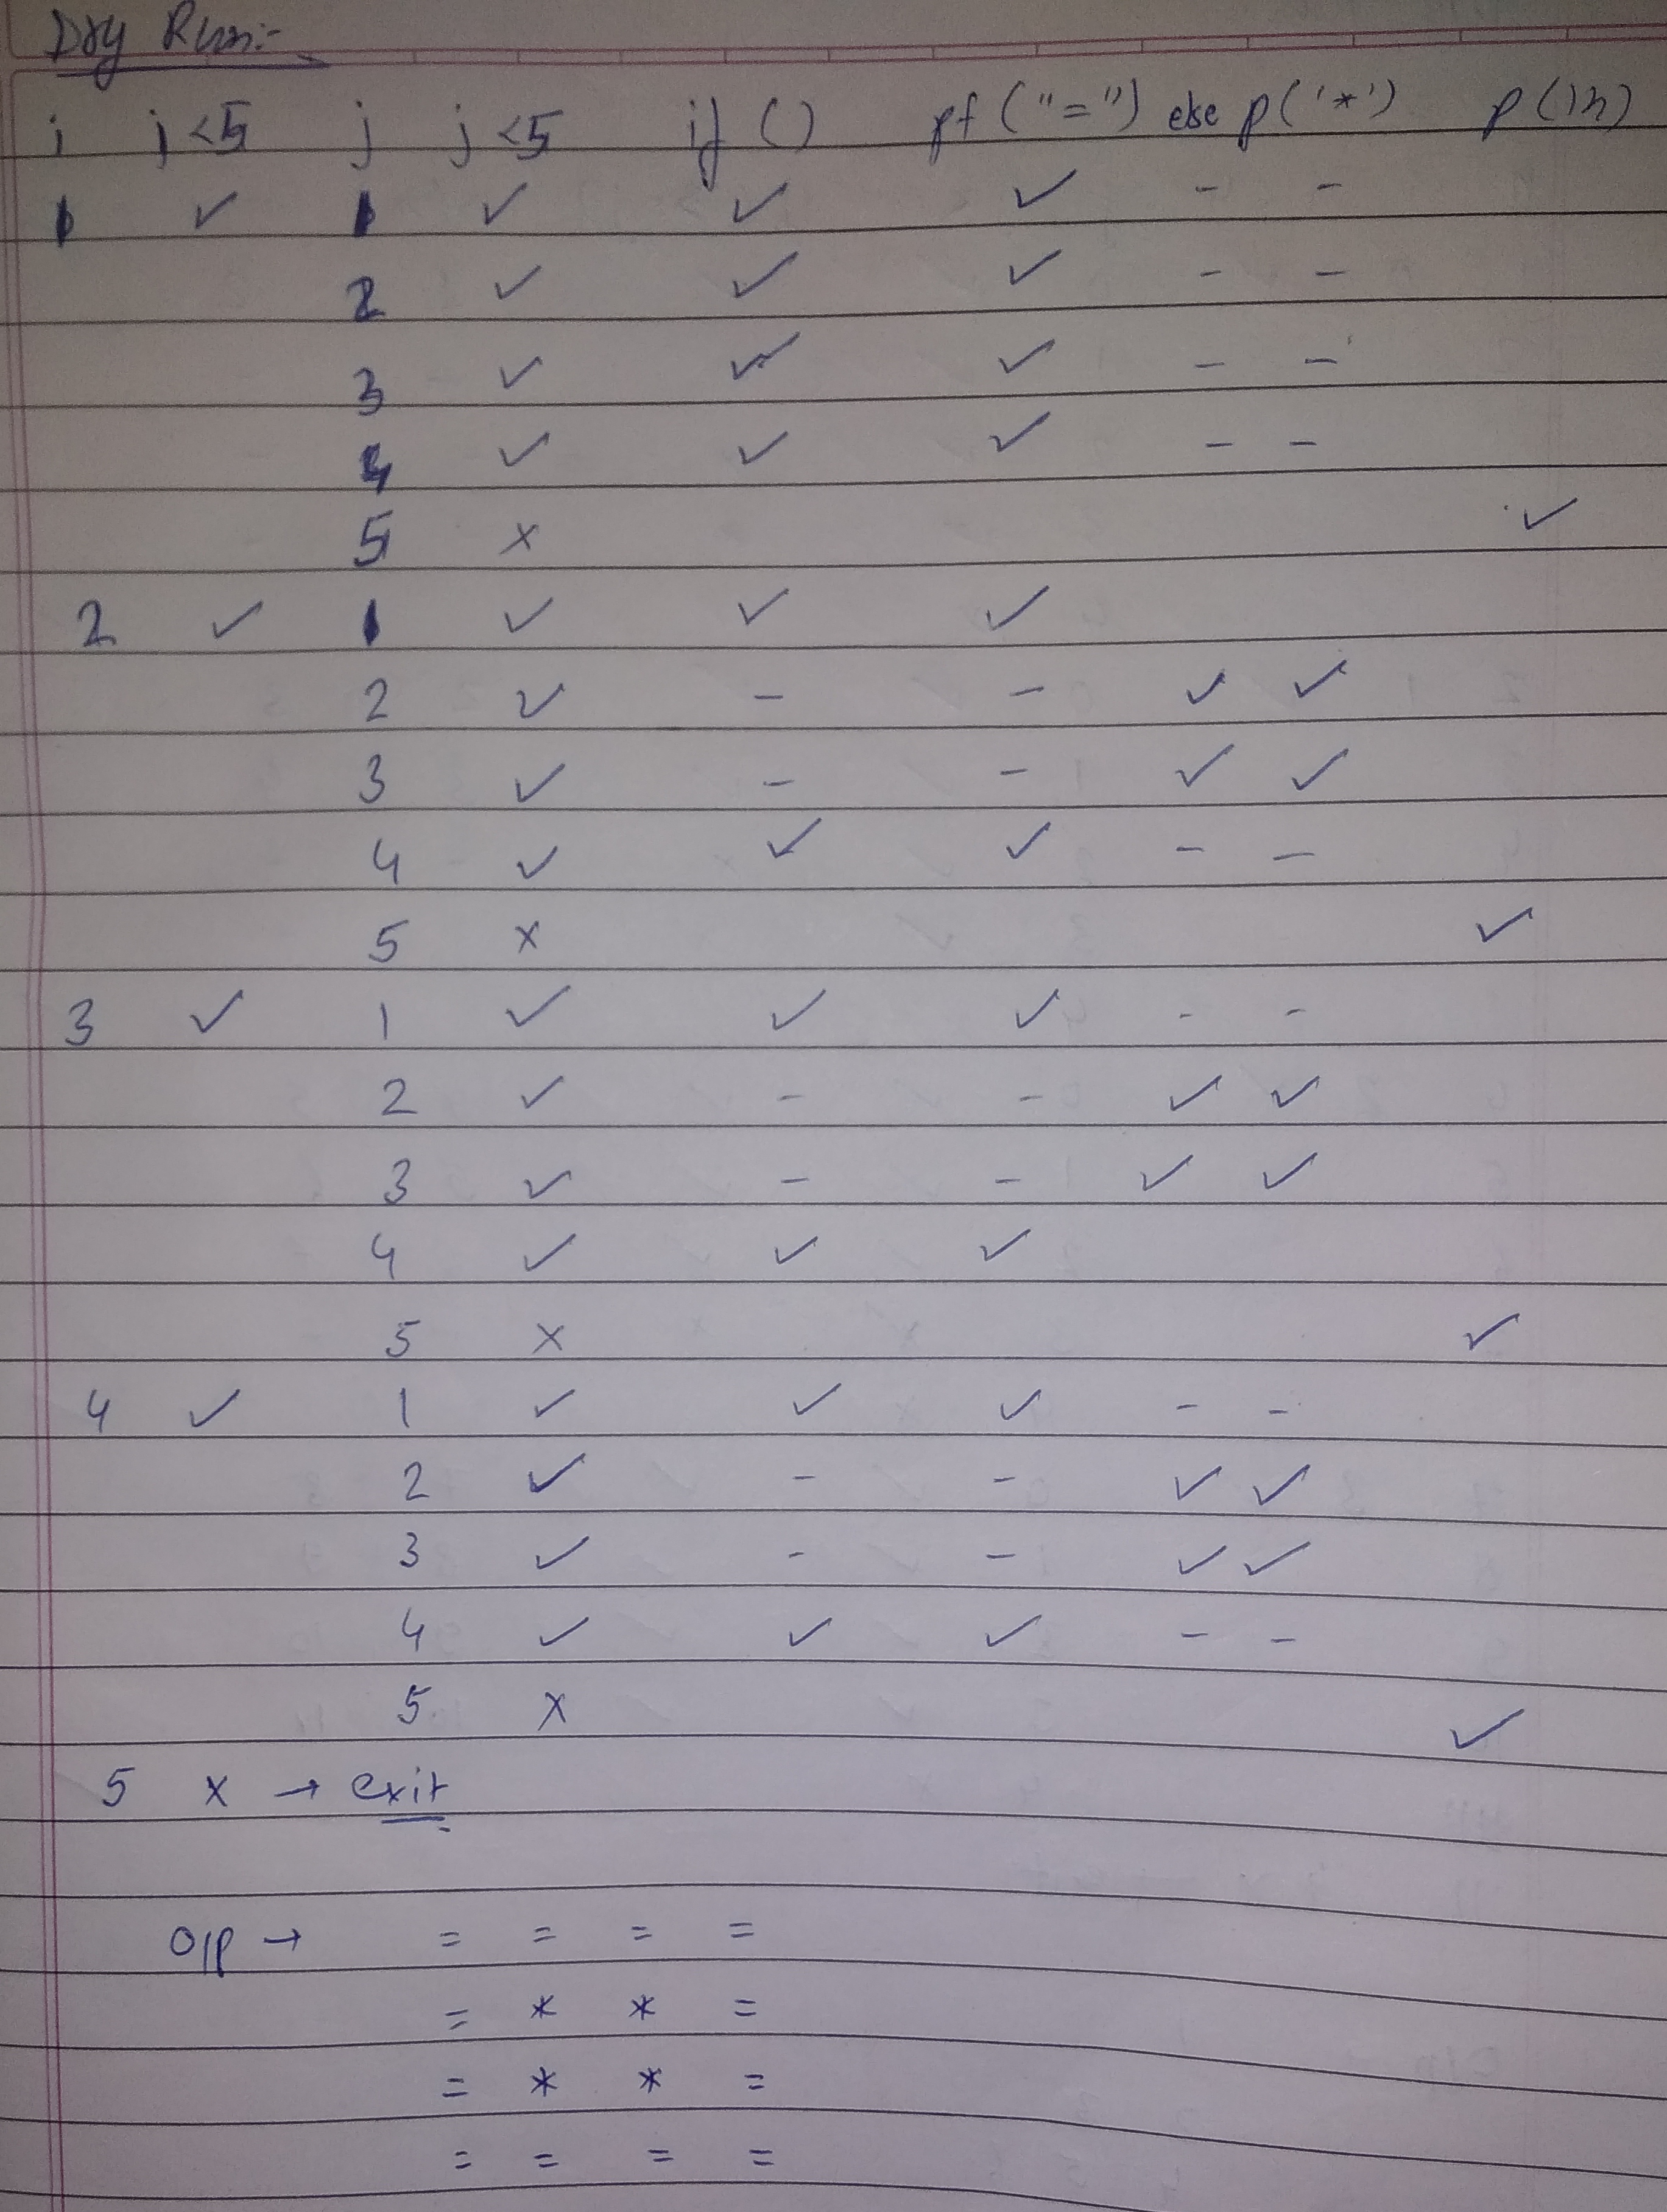 Dry Run:-
i j<5 j j<5 if () pf ("=") else p('*') p(\n)
1 ✓ 1 ✓ ✓ ✓ - -
2 ✓ ✓ ✓ - -
3 ✓ ✓ ✓ - -
4 ✓ ✓ ✓ - -
5 × ✓
2 ✓ 1 ✓ ✓ ✓
2 ✓ - - ✓ ✓
3 ✓ - - ✓ ✓
4 ✓ ✓ ✓ - -
5 × ✓
3 ✓ 1 ✓ ✓ ✓ - -
2 ✓ - - ✓ ✓
3 ✓ - - ✓ ✓
4 ✓ ✓ ✓
5 × ✓
4 ✓ 1 ✓ ✓ ✓ - -
2 ✓ - - ✓ ✓
3 ✓ - - ✓ ✓
4 ✓ ✓ ✓ - -
5 × ✓
5 × → exit
O/P → = = = =
= * * =
= * * =
= = = =